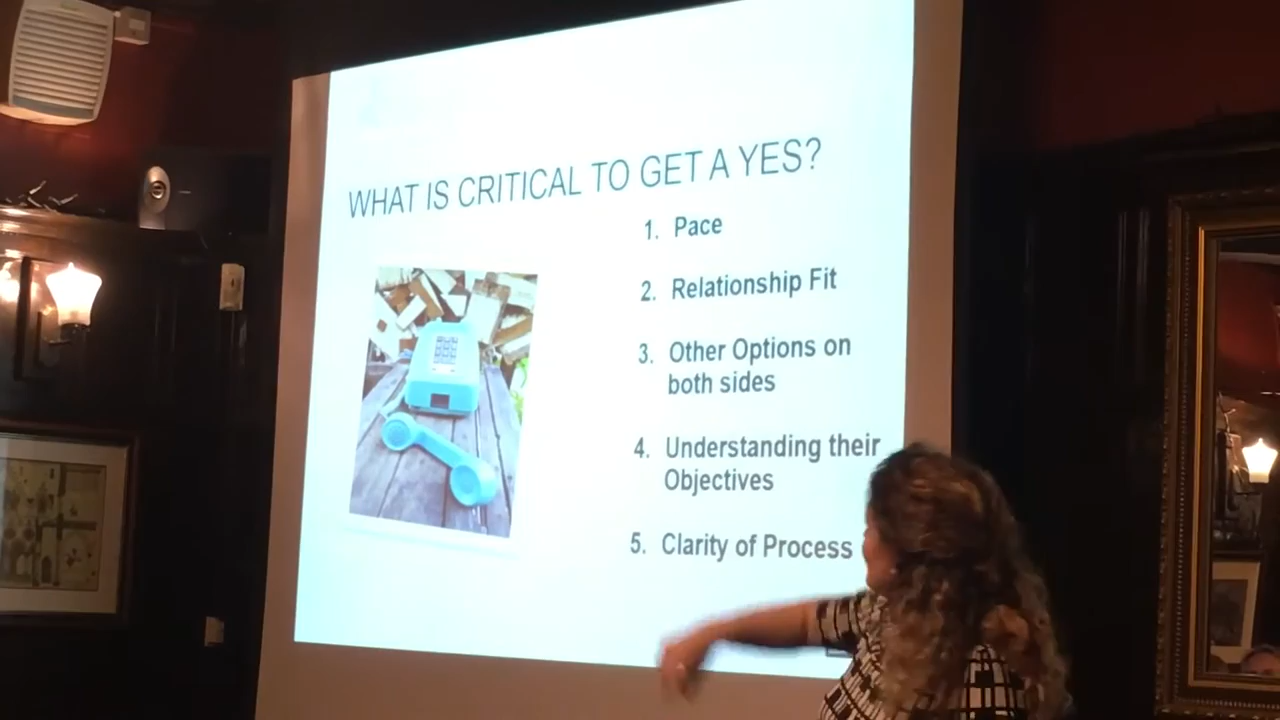 WHAT IS CRITICAL TO GET A YES?
1. Pace
2. Relationship Fit
3. Other Options on
both sides
4. Understanding their
Objectives
5. Clarity of Process